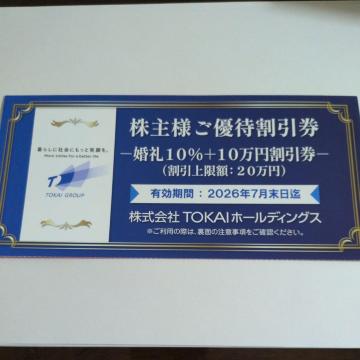 暮らしに社会にもっと笑顔を。
More smiles for a better life.
TOKAI GROUP
株主様ご優待割引券
―婚礼10%+10万円割引券―
(割引上限額：20万円)
有効期間：2026年7月末日迄
株式会社TOKAIホールディングス
※ご利用の際は、裏面の注意事項をご確認ください。